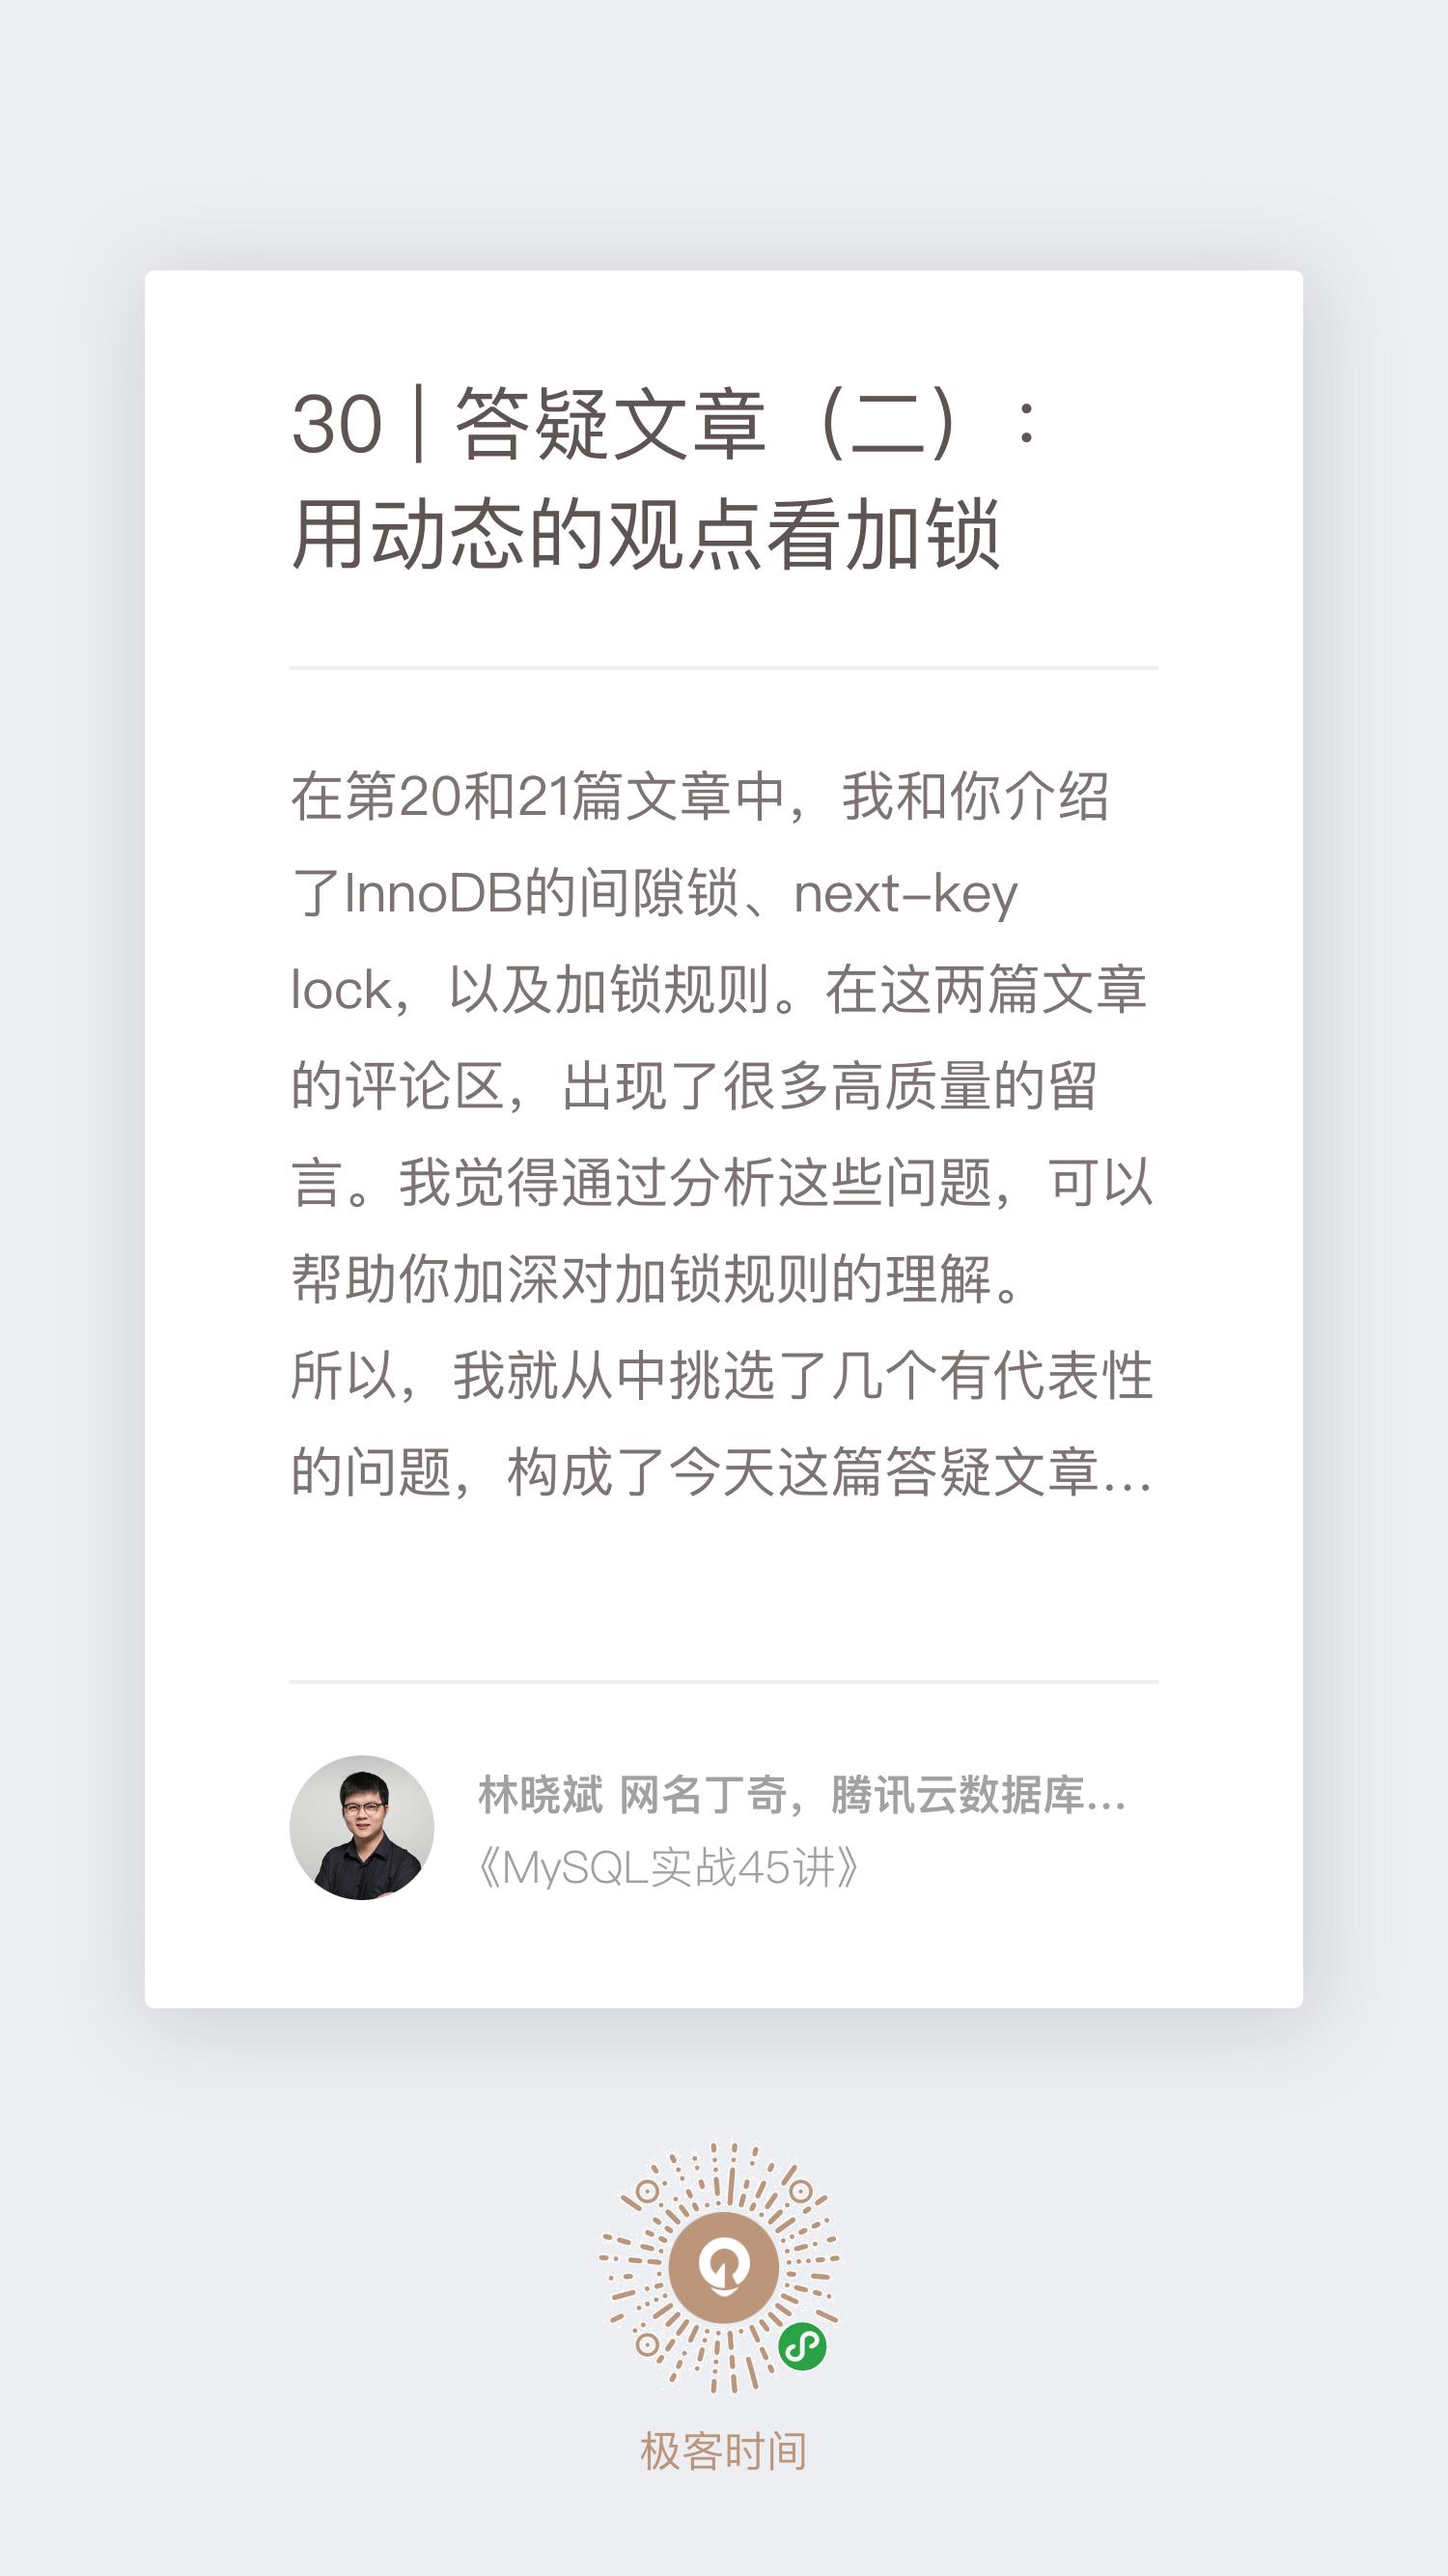 30 | 答疑文章（二）：
用动态的观点看加锁
在第20和21篇文章中，我和你介绍
了InnoDB的间隙锁、next-key
lock，以及加锁规则。在这两篇文章
的评论区，出现了很多高质量的留
言。我觉得通过分析这些问题，可以
帮助你加深对加锁规则的理解。
所以，我就从中挑选了几个有代表性
的问题，构成了今天这篇答疑文章...
林晓斌 网名丁奇，腾讯云数据库...
《MySQL实战45讲》
极客时间